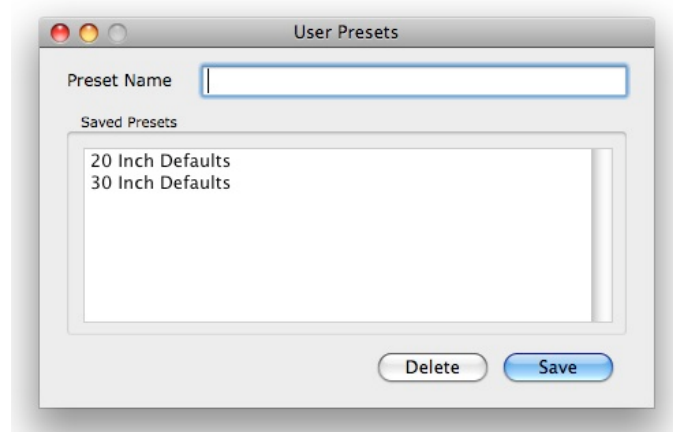 User Presets
Preset Name
Saved Presets
20 Inch Defaults
30 Inch Defaults
Delete
Save